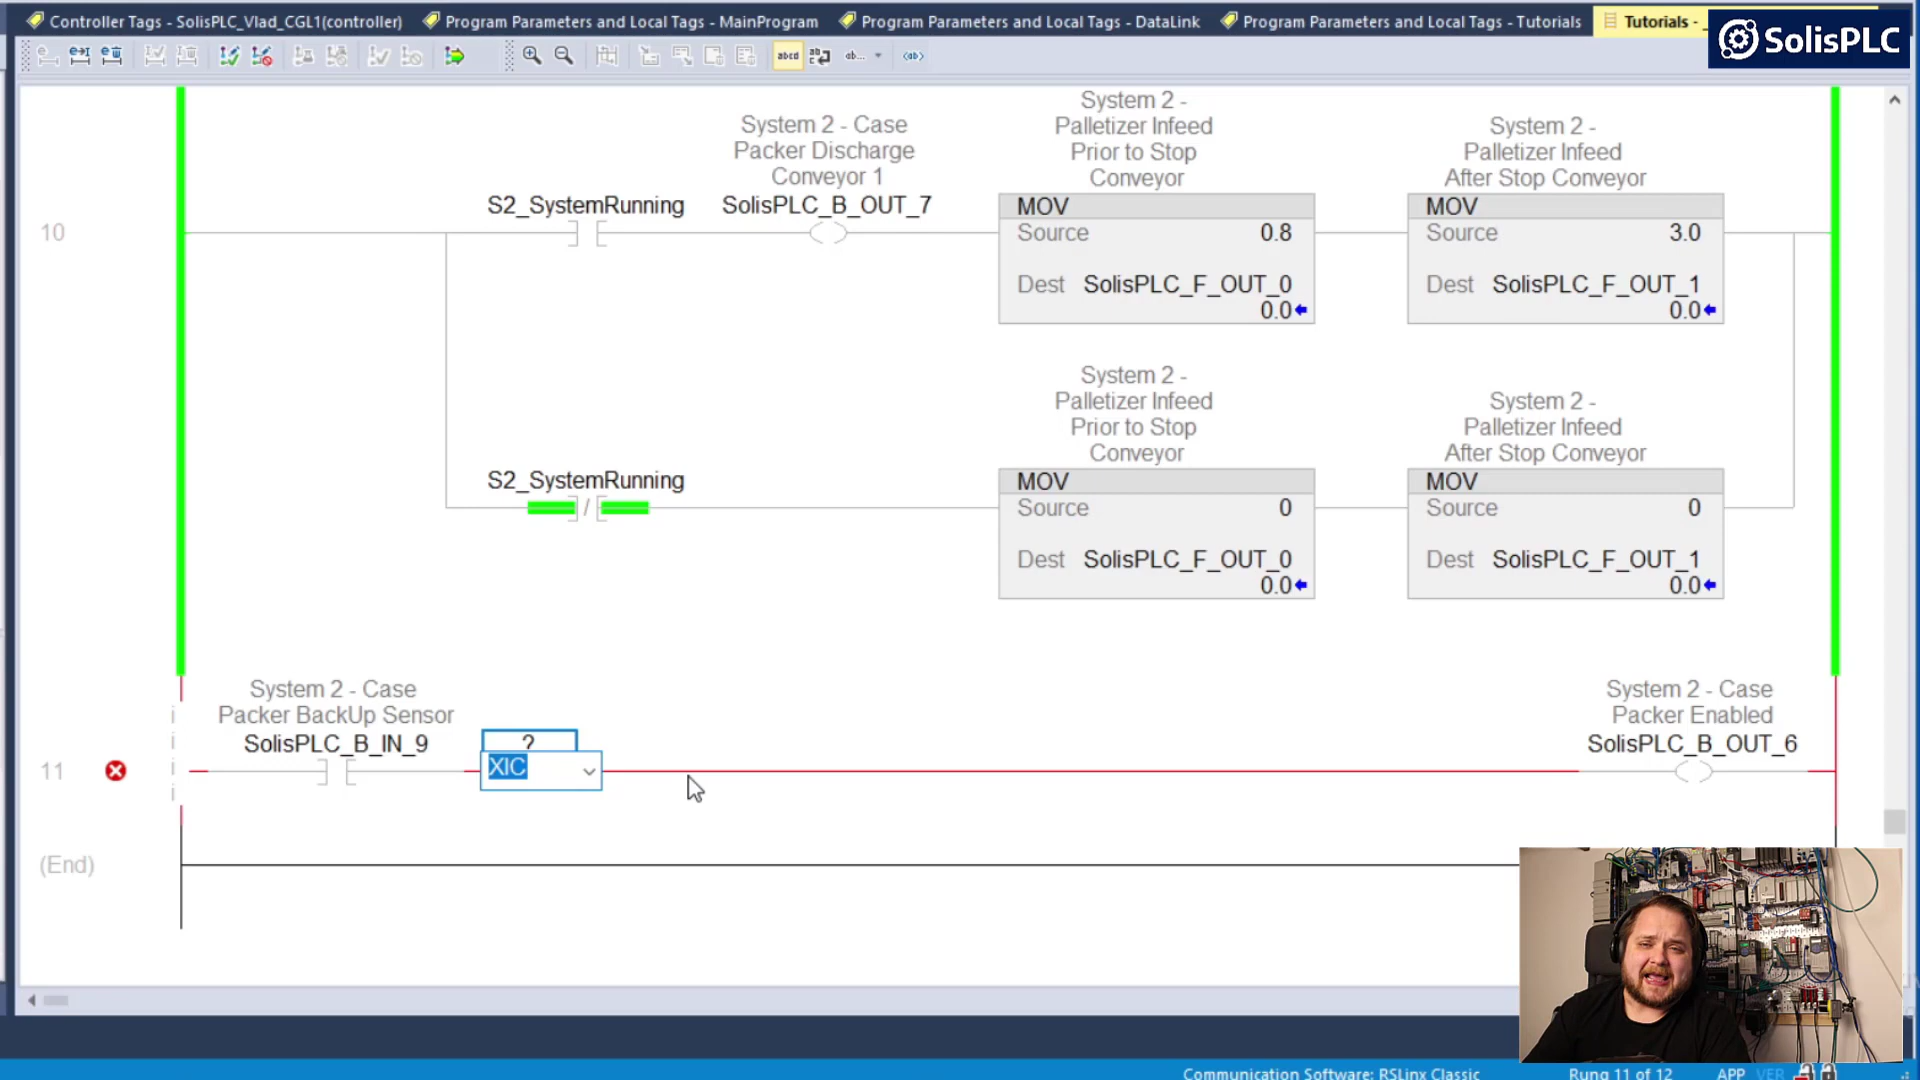 Controller Tags - SolisPLC_Vlad_CGL1(controller)
Program Parameters and Local Tags - MainProgram
Program Parameters and Local Tags - DataLink
Program Parameters and Local Tags - Tutorials
Tutorials -
SolisPLC
abcd
ab...
<ab>
System 2 -
Palletizer Infeed
Prior to Stop
Conveyor
System 2 -
Palletizer Infeed
After Stop Conveyor
System 2 - Case
Packer Discharge
Conveyor 1
10
S2_SystemRunning
SolisPLC_B_OUT_7
MOV
Source 0.8
Dest SolisPLC_F_OUT_0
0.0
MOV
Source 3.0
Dest SolisPLC_F_OUT_1
0.0
System 2 -
Palletizer Infeed
Prior to Stop
Conveyor
System 2 -
Palletizer Infeed
After Stop Conveyor
S2_SystemRunning
MOV
Source 0
Dest SolisPLC_F_OUT_0
0.0
MOV
Source 0
Dest SolisPLC_F_OUT_1
0.0
System 2 - Case
Packer BackUp Sensor
SolisPLC_B_IN_9
?
XIC
System 2 - Case
Packer Enabled
SolisPLC_B_OUT_6
11
(End)
Communication Software: RSLinx Classic
Rung 11 of 12
APP
VER